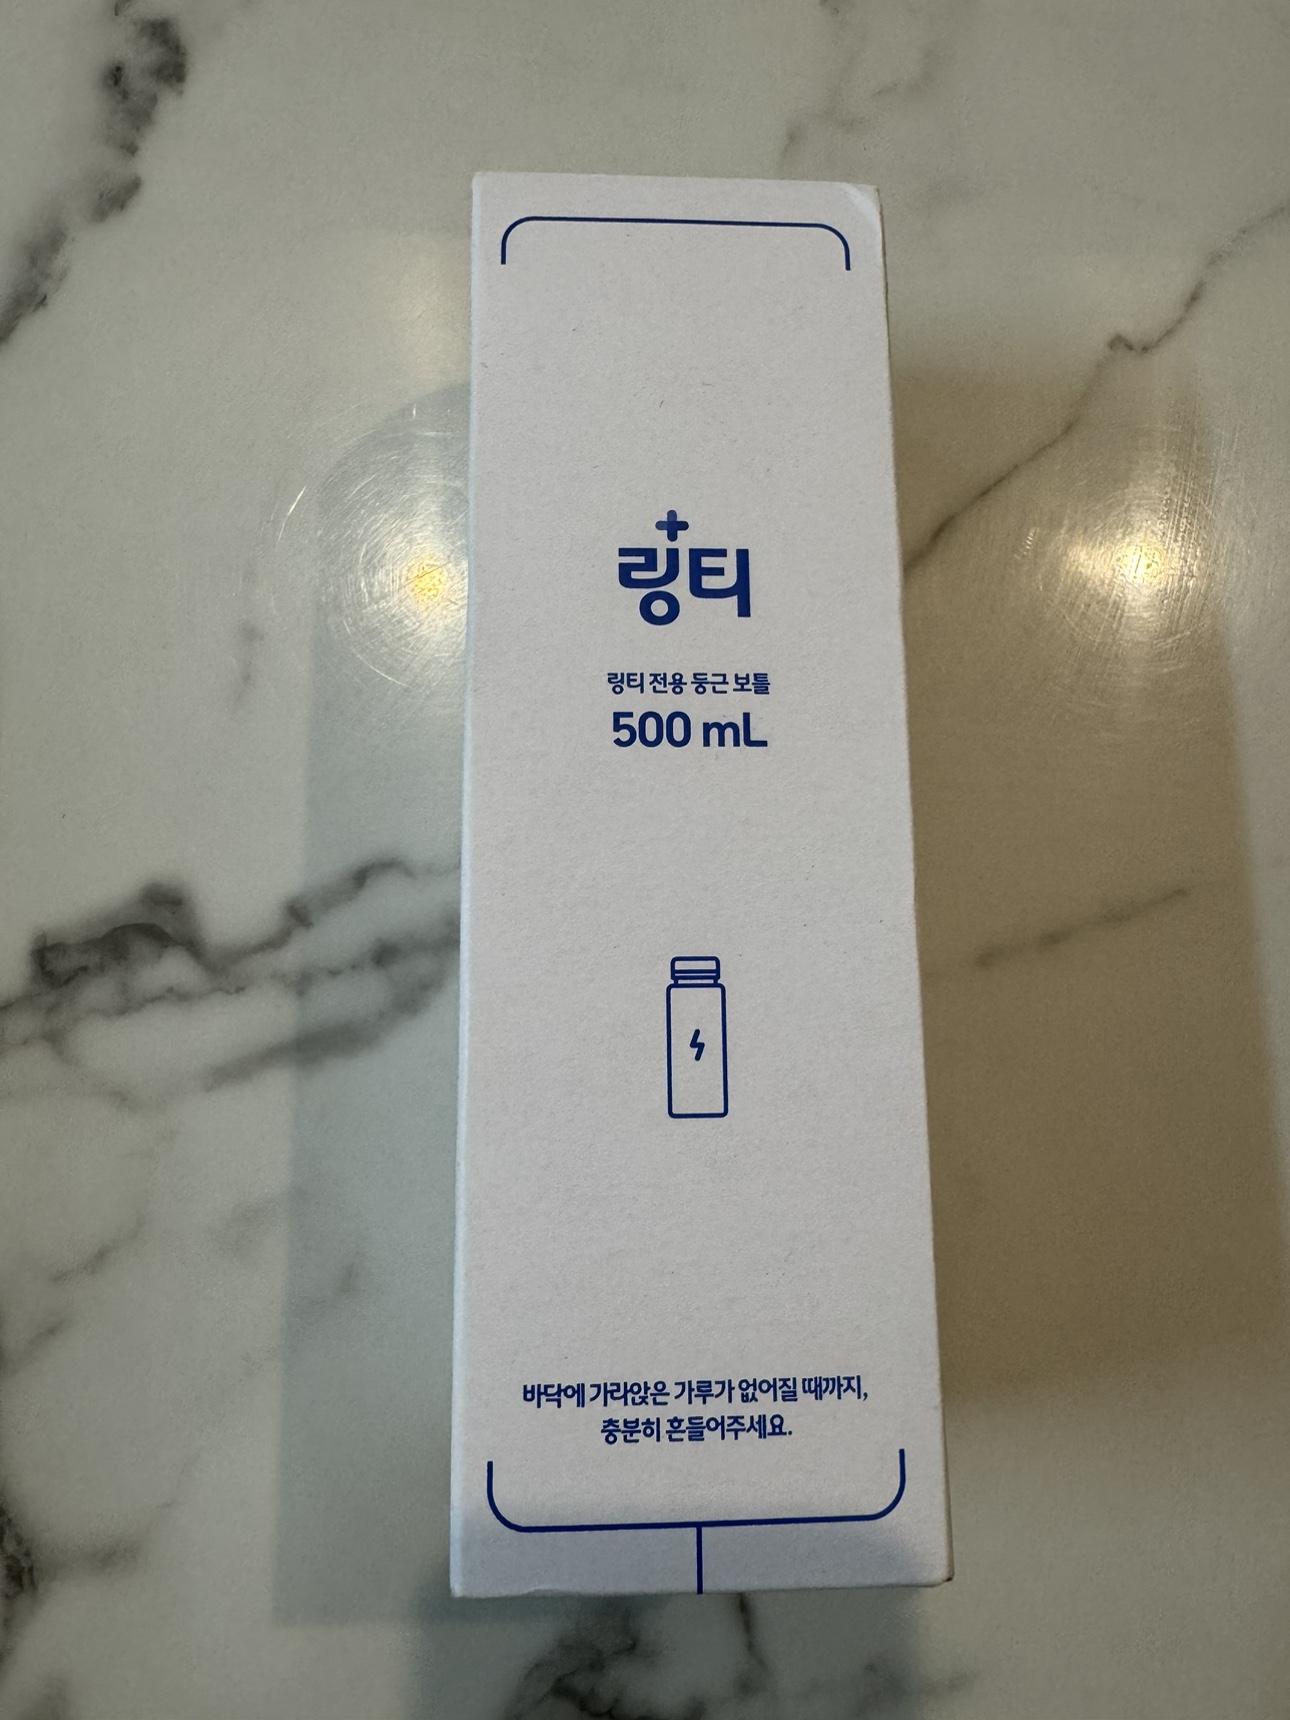 링티
링티 전용 둥근 보틀
500 mL
바닥에 가라앉은 가루가 없어질 때까지,
충분히 흔들어주세요.